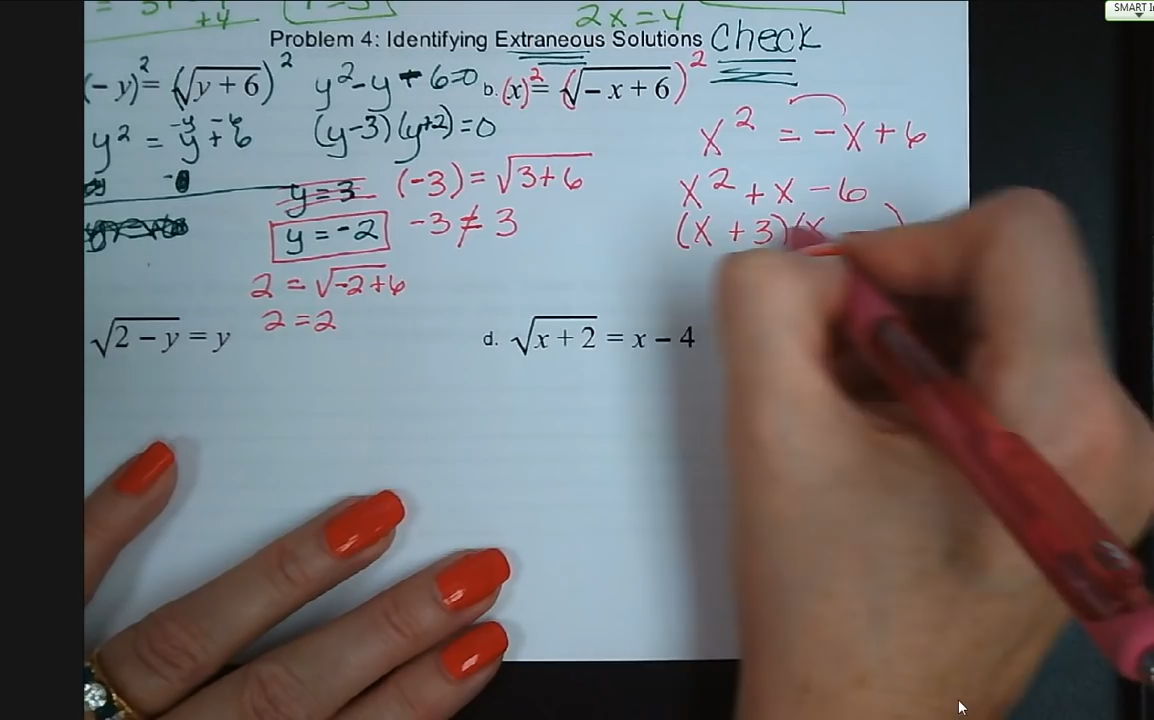 +4
2x=4
SMART
Problem 4: Identifying Extraneous Solutions Check
(-y)² = (√y+6)²
y²-y-6=0
b. (x)² = (√-x+6)²
y² = y+6
-y -6
(y-3)(y+2)=0
x² = -x+6
y=3
(-3) = √3+6
x²+x-6
y=-2
-3≠3
(x+3)(x )
2 = √-2+6
2=2
√2-y = y
d. √x+2 = x-4